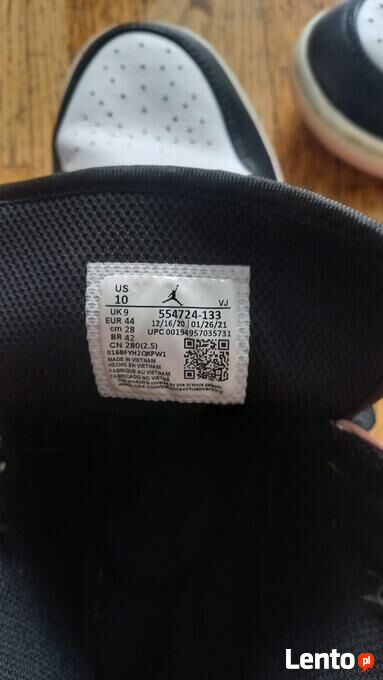 US
10
VJ
UK 9
EUR 44
cm 28
BR 42
CN 280(2.5)
016BFYH2QKPW1
MADE IN VIETNAM
HECHO EN VIETNAM
FABRIQUE AU VIETNAM
FABRICADO NO VIETNAM
554724-133
12/16/20 01/26/21
UPC 00194957035731
Lento pl